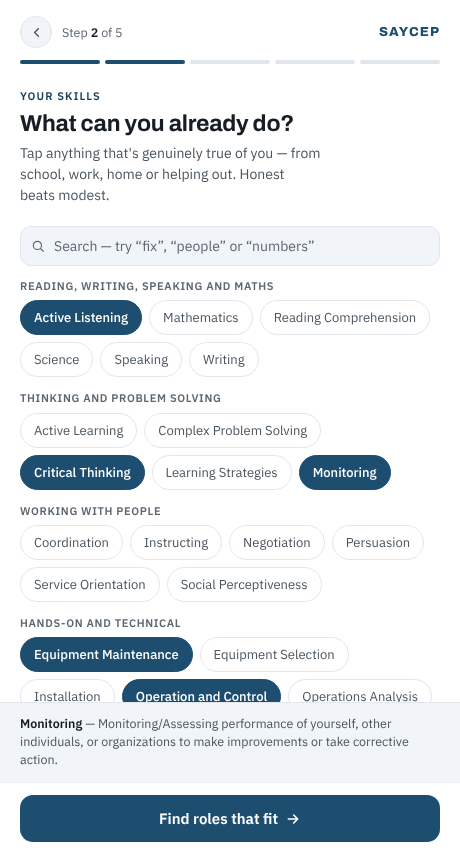 Step 2 of 5
SAYCEP
YOUR SKILLS
What can you already do?
Tap anything that's genuinely true of you — from
school, work, home or helping out. Honest
beats modest.
Search — try “fix”, “people” or “numbers”
READING, WRITING, SPEAKING AND MATHS
Active Listening
Mathematics
Reading Comprehension
Science
Speaking
Writing
THINKING AND PROBLEM SOLVING
Active Learning
Complex Problem Solving
Critical Thinking
Learning Strategies
Monitoring
WORKING WITH PEOPLE
Coordination
Instructing
Negotiation
Persuasion
Service Orientation
Social Perceptiveness
HANDS-ON AND TECHNICAL
Equipment Maintenance
Equipment Selection
Installation
Operation and Control
Operations Analysis
Monitoring — Monitoring/Assessing performance of yourself, other
individuals, or organizations to make improvements or take corrective
action.
Find roles that fit →